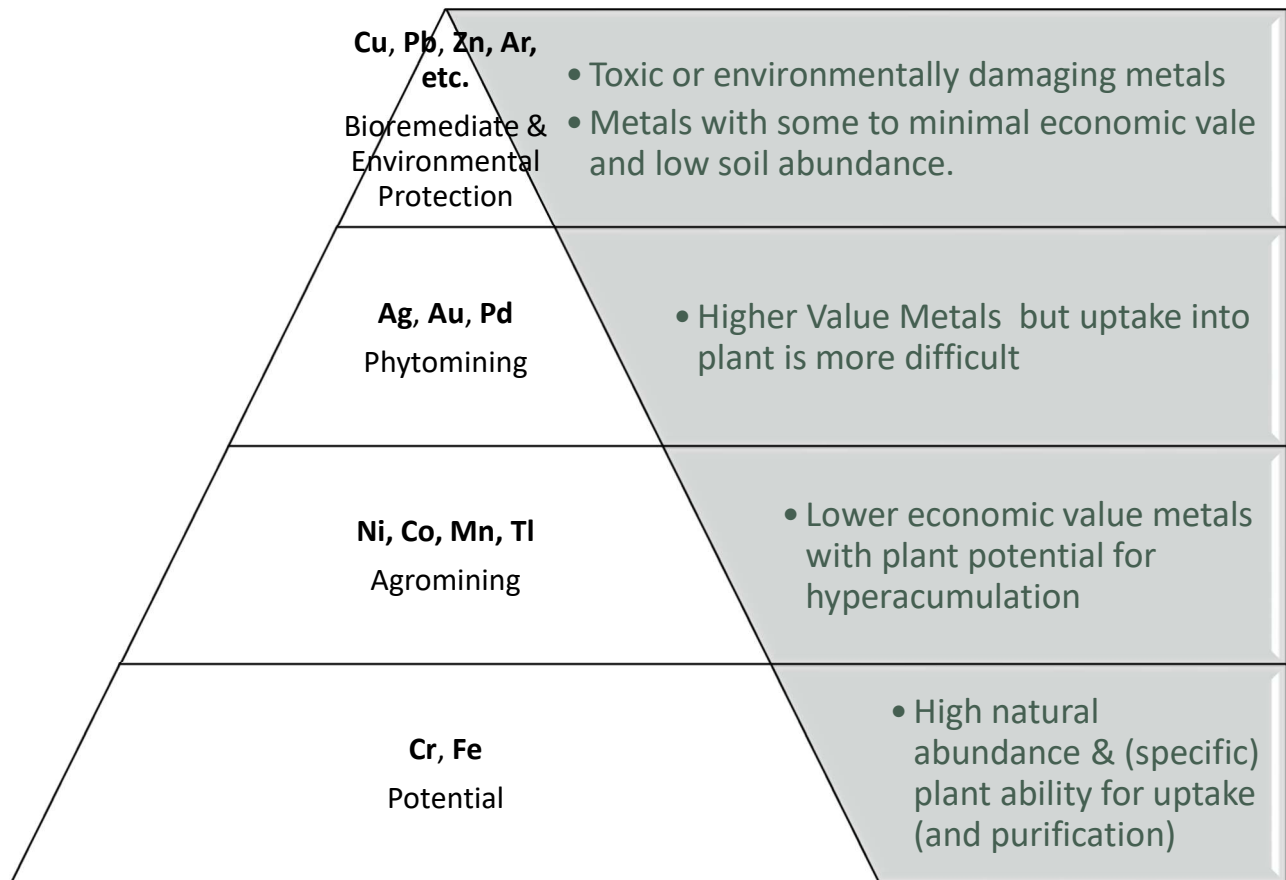 Cu, Pb, Zn, Ar,
etc.
Bioremediate &
Environmental
Protection
• Toxic or environmentally damaging metals
• Metals with some to minimal economic vale
and low soil abundance.
Ag, Au, Pd
Phytomining
• Higher Value Metals but uptake into
plant is more difficult
Ni, Co, Mn, Tl
Agromining
• Lower economic value metals
with plant potential for
hyperacumulation
Cr, Fe
Potential
• High natural
abundance & (specific)
plant ability for uptake
(and purification)